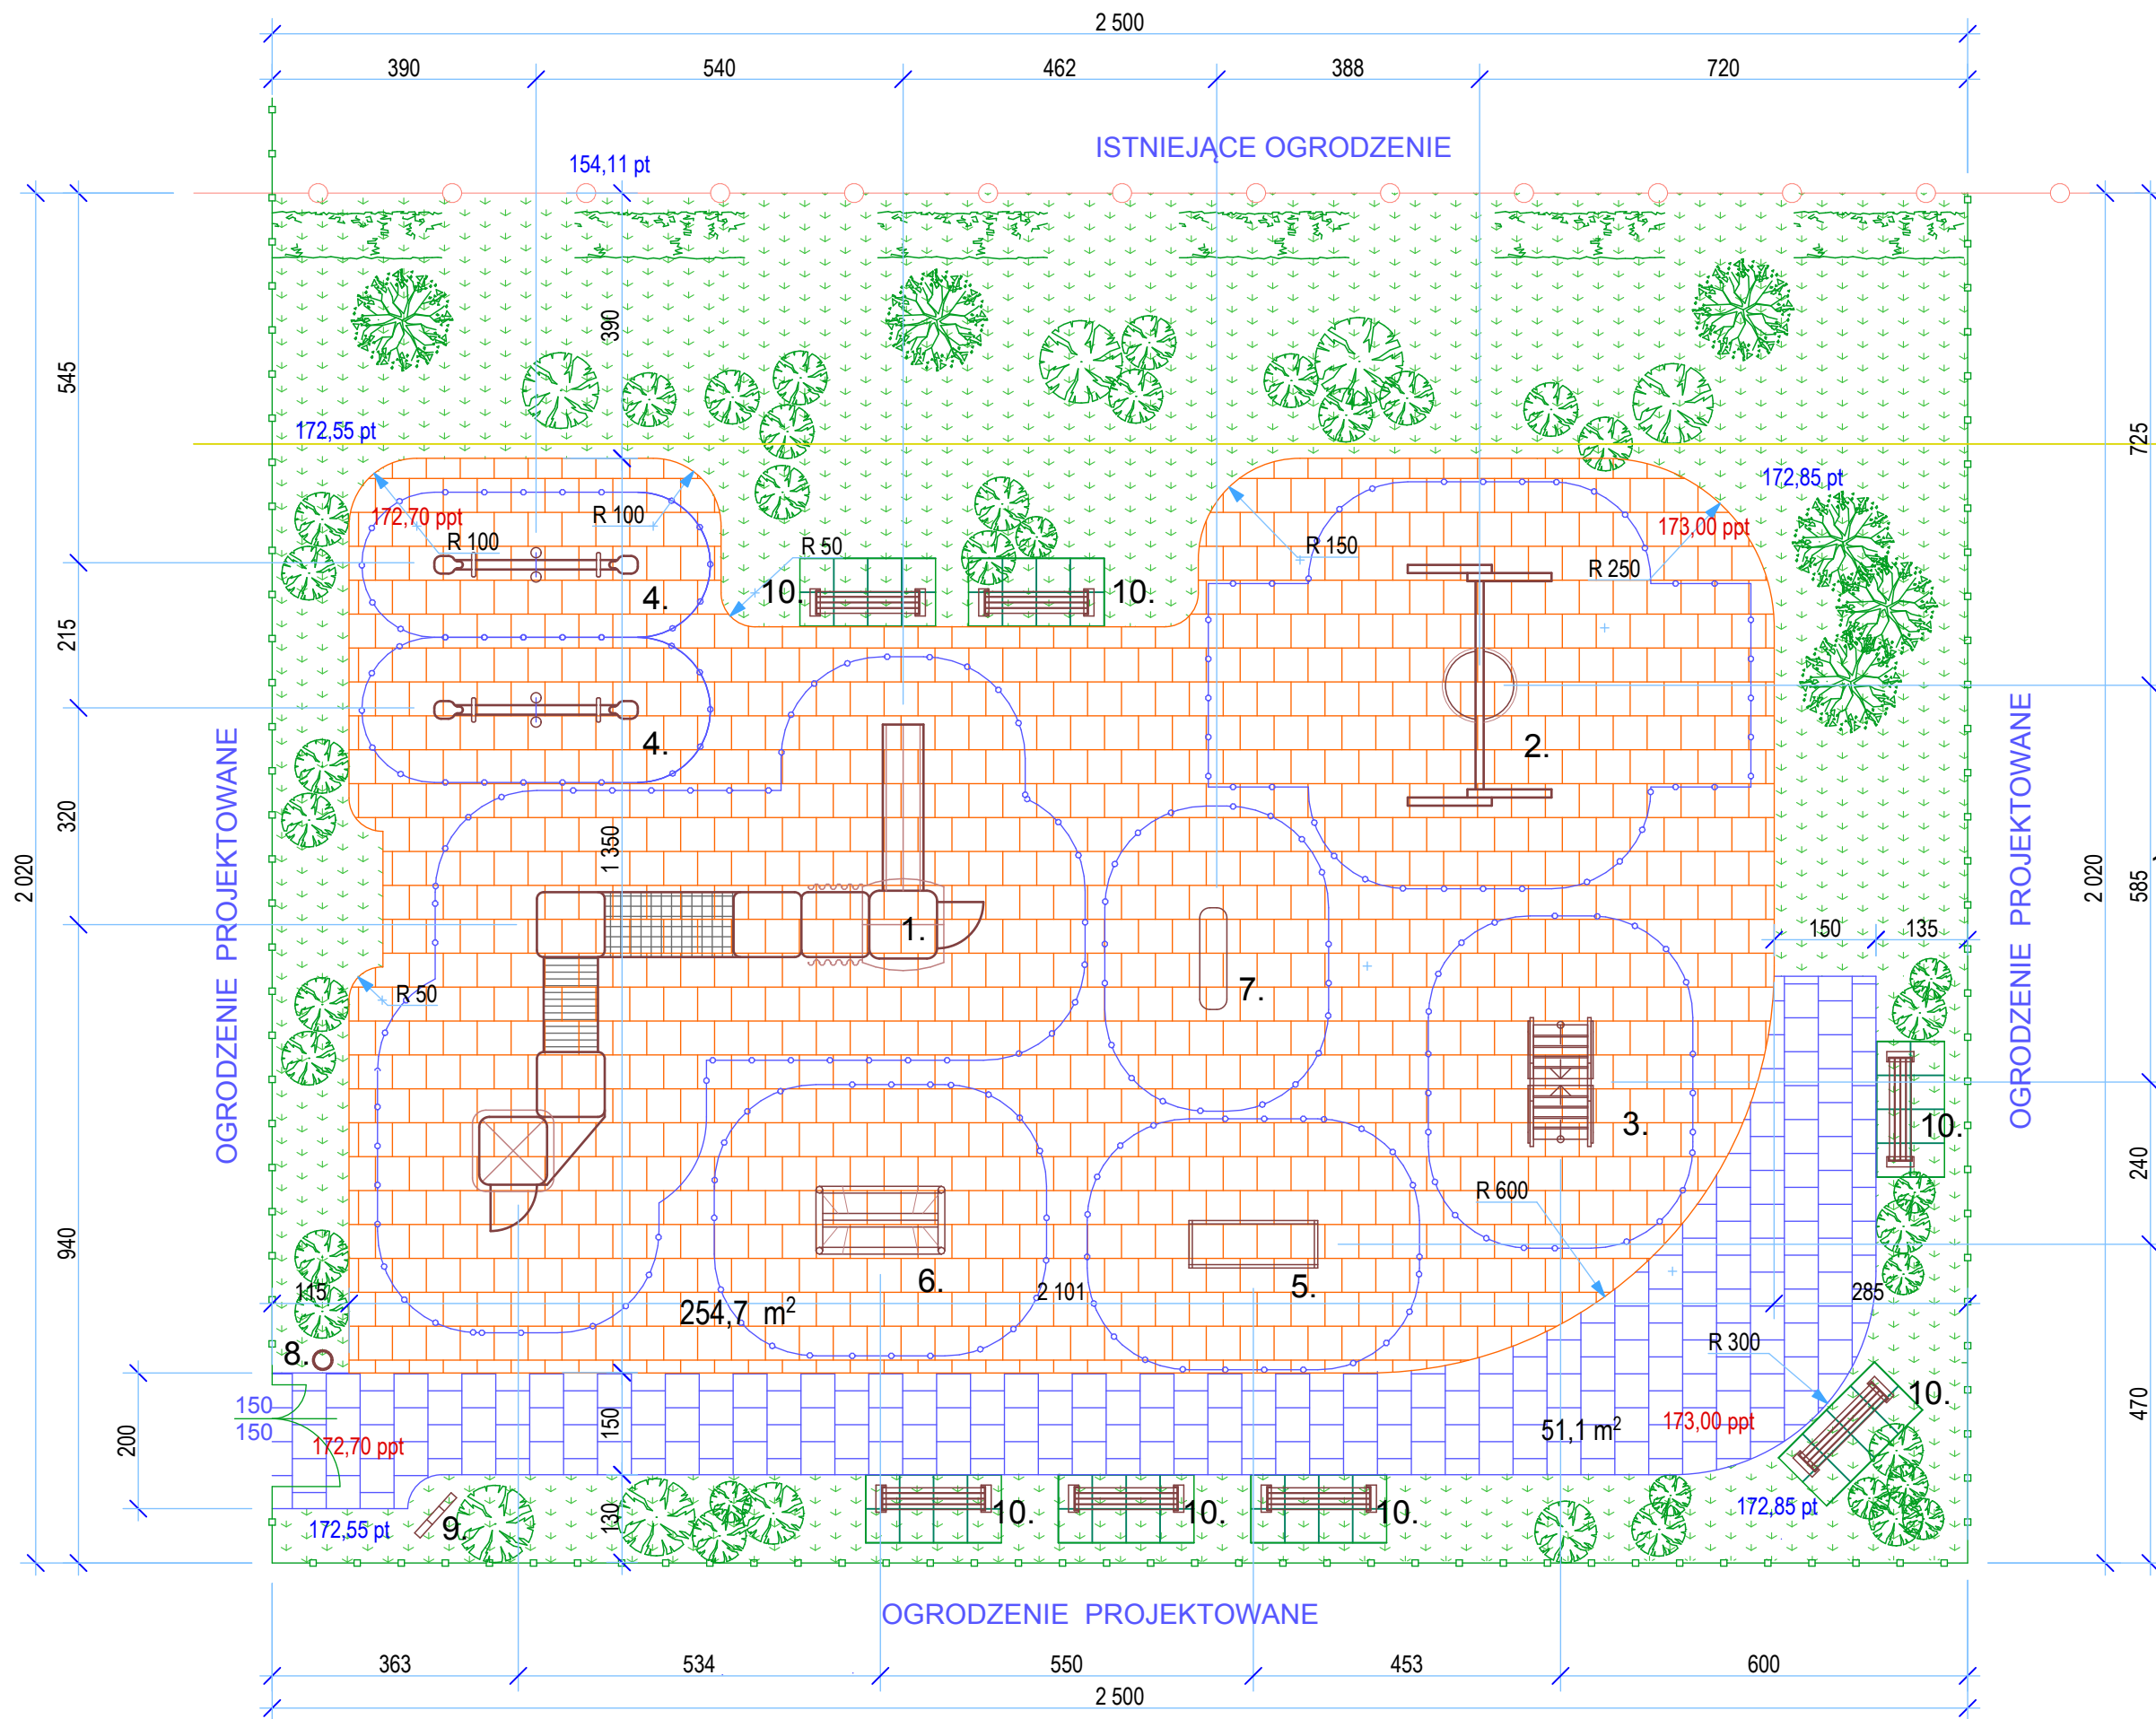 2 500
390 540 462 388 720
ISTNIEJĄCE OGRODZENIE
154,11 pt
390
545
172,55 pt
725
172,85 pt
172,70 ppt
R 100
R 100
173,00 ppt
R 50
R 150
R 250
10.
10.
4.
215
4.
2.
320
1 350
2 020
2 020
585
OGRODZENIE PROJEKTOWANE
OGRODZENIE PROJEKTOWANE
1.
150
135
7.
R 50
3.
10.
240
R 600
940
6.
5.
115
2 101
285
254,7 m²
R 300
8.
10.
150
150
200
172,70 ppt
150
51,1 m²
173,00 ppt
470
172,55 pt
9.
130
10.
10.
10.
172,85 pt
OGRODZENIE PROJEKTOWANE
363 534 550 453 600
2 500